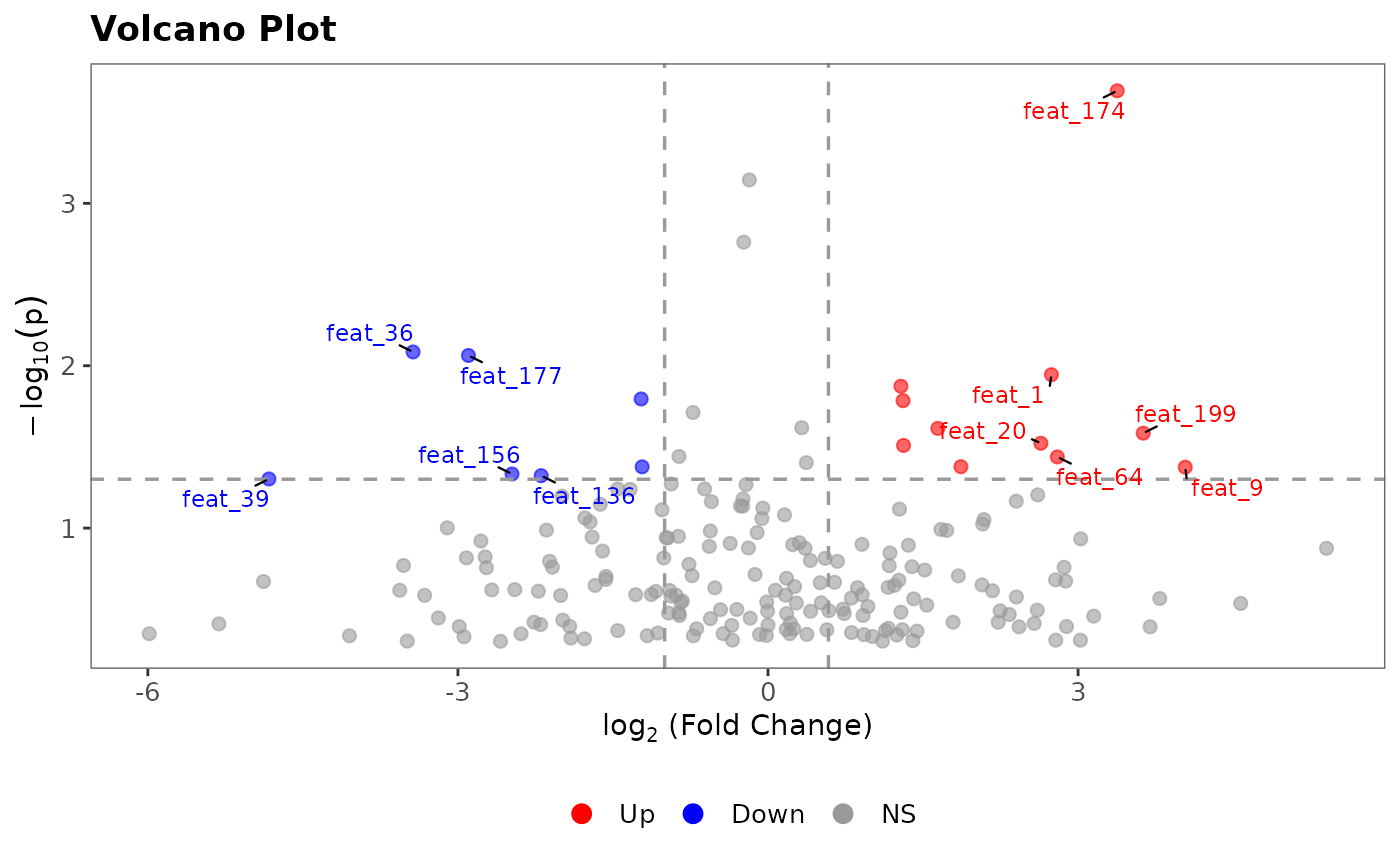 Volcano Plot
feat_174
3
feat_36
2
feat_177
feat_1
feat_199
feat_20
feat_156
feat_64
feat_9
feat_39
feat_136
1
−log₁₀(p)
-6 -3 0 3
log₂ (Fold Change)
Up Down NS